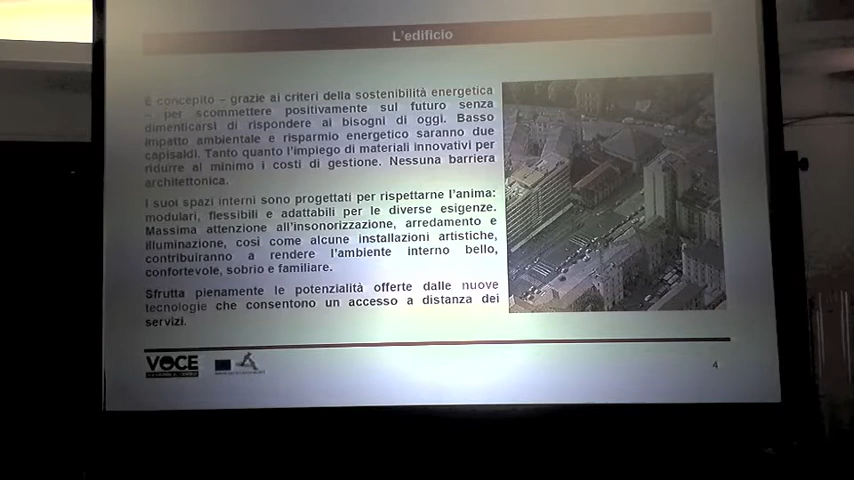 L'edificio
È concepito – grazie ai criteri della sostenibilità energetica
– per scommettere positivamente sul futuro senza
dimenticarsi di rispondere ai bisogni di oggi. Basso
impatto ambientale e risparmio energetico saranno due
capisaldi. Tanto quanto l'impiego di materiali innovativi per
ridurre al minimo i costi di gestione. Nessuna barriera
architettonica.
I suoi spazi interni sono progettati per rispettarne l'anima:
modulari, flessibili e adattabili per le diverse esigenze.
Massima attenzione all'insonorizzazione, arredamento e
illuminazione, così come alcune installazioni artistiche,
contribuiranno a rendere l'ambiente interno bello,
confortevole, sobrio e familiare.
Sfrutta pienamente le potenzialità offerte dalle nuove
tecnologie che consentono un accesso a distanza dei
servizi.
VOCE
4